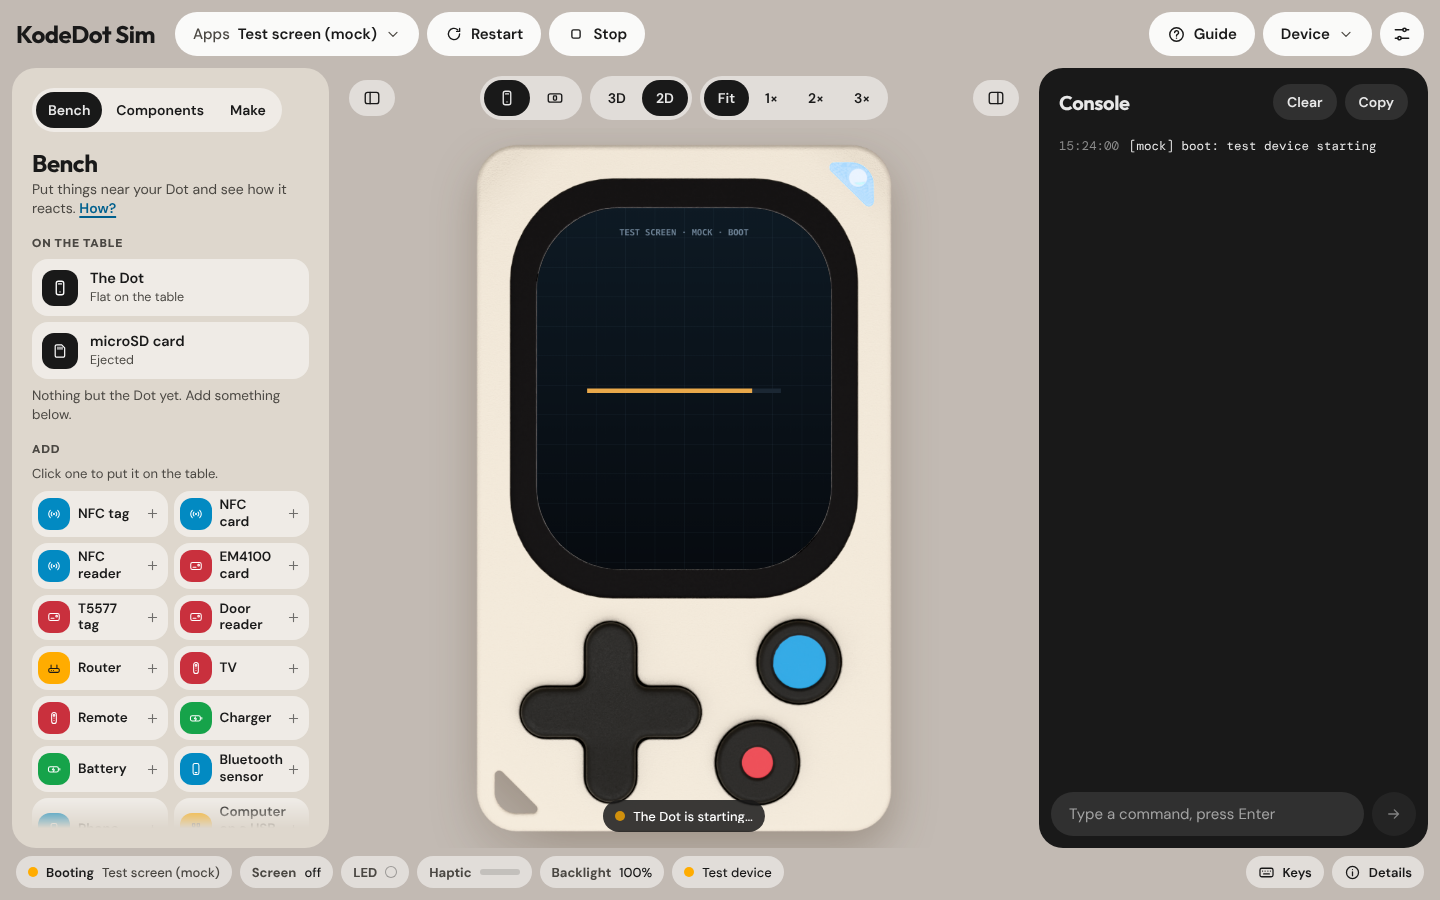 KodeDot Sim
Apps Test screen (mock)
Restart
Stop
Guide
Device
Bench
Components
Make
3D
2D
Fit
1×
2×
3×
Bench
Put things near your Dot and see how it
reacts. How?
ON THE TABLE
The Dot
Flat on the table
microSD card
Ejected
Nothing but the Dot yet. Add something
below.
ADD
Click one to put it on the table.
NFC tag
NFC
card
NFC
reader
EM4100
card
T5577
tag
Door
reader
Router
TV
Remote
Charger
Battery
Bluetooth
sensor
Computer
TEST SCREEN · MOCK · BOOT
The Dot is starting...
Console
Clear
Copy
15:24:00 [mock] boot: test device starting
Type a command, press Enter
Booting Test screen (mock)
Screen off
LED
Haptic
Backlight 100%
Test device
Keys
Details